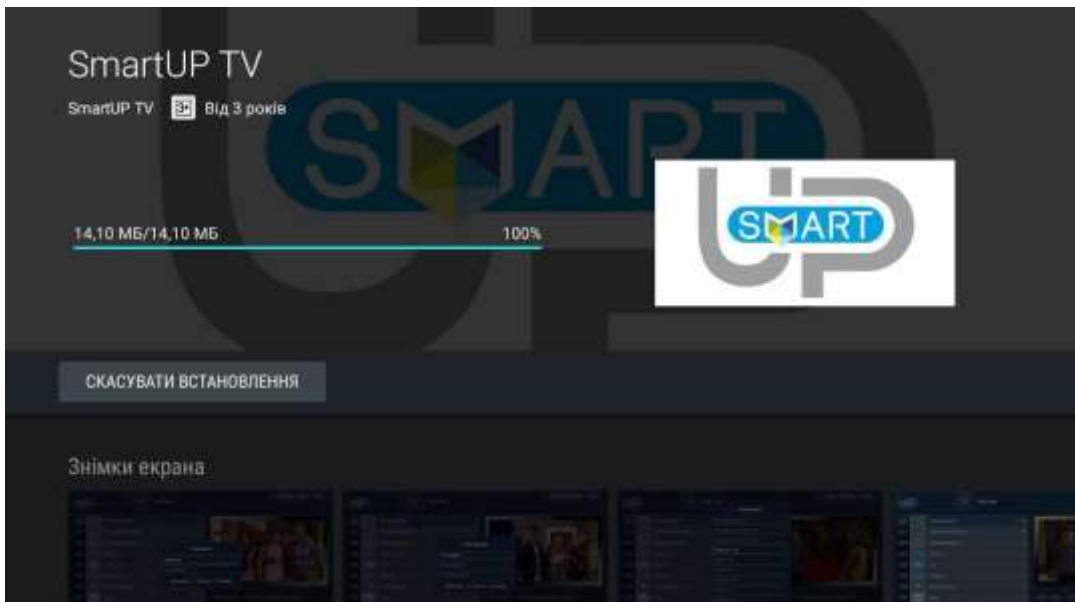 SmartUP TV
SmartUP TV 3+ Від 3 років
14,10 МБ/14,10 МБ 100%
UP
SMART
СКАСУВАТИ ВСТАНОВЛЕННЯ
Знімки екрана